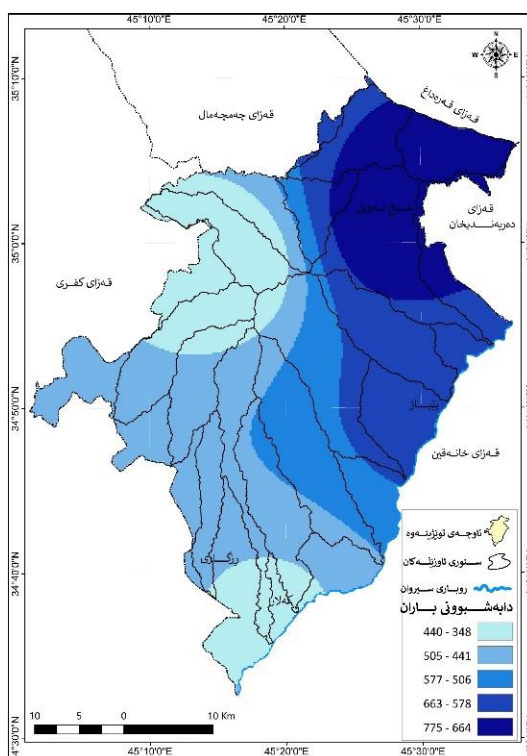 45°10'0"E 45°20'0"E 45°30'0"E
N
W E
S
35°10'0"N
قەزای قەرەداغ
قەزای چەمچەماڵ
قەزای
دەربەندیخان
35°0'0"N
قەزای کفری
34°50'0"N
قەزای خانەقین
ناوچەی توێژینەوە
سنوری ئاوزێڵەکان
ڕوباری سیروان
34°40'0"N
ڕزگاری
کەلار
دابەشبوونی باران
440 - 348
505 - 441
577 - 506
663 - 578
775 - 664
10 5 0 10 Km
34°30'0"N
45°10'0"E 45°20'0"E 45°30'0"E